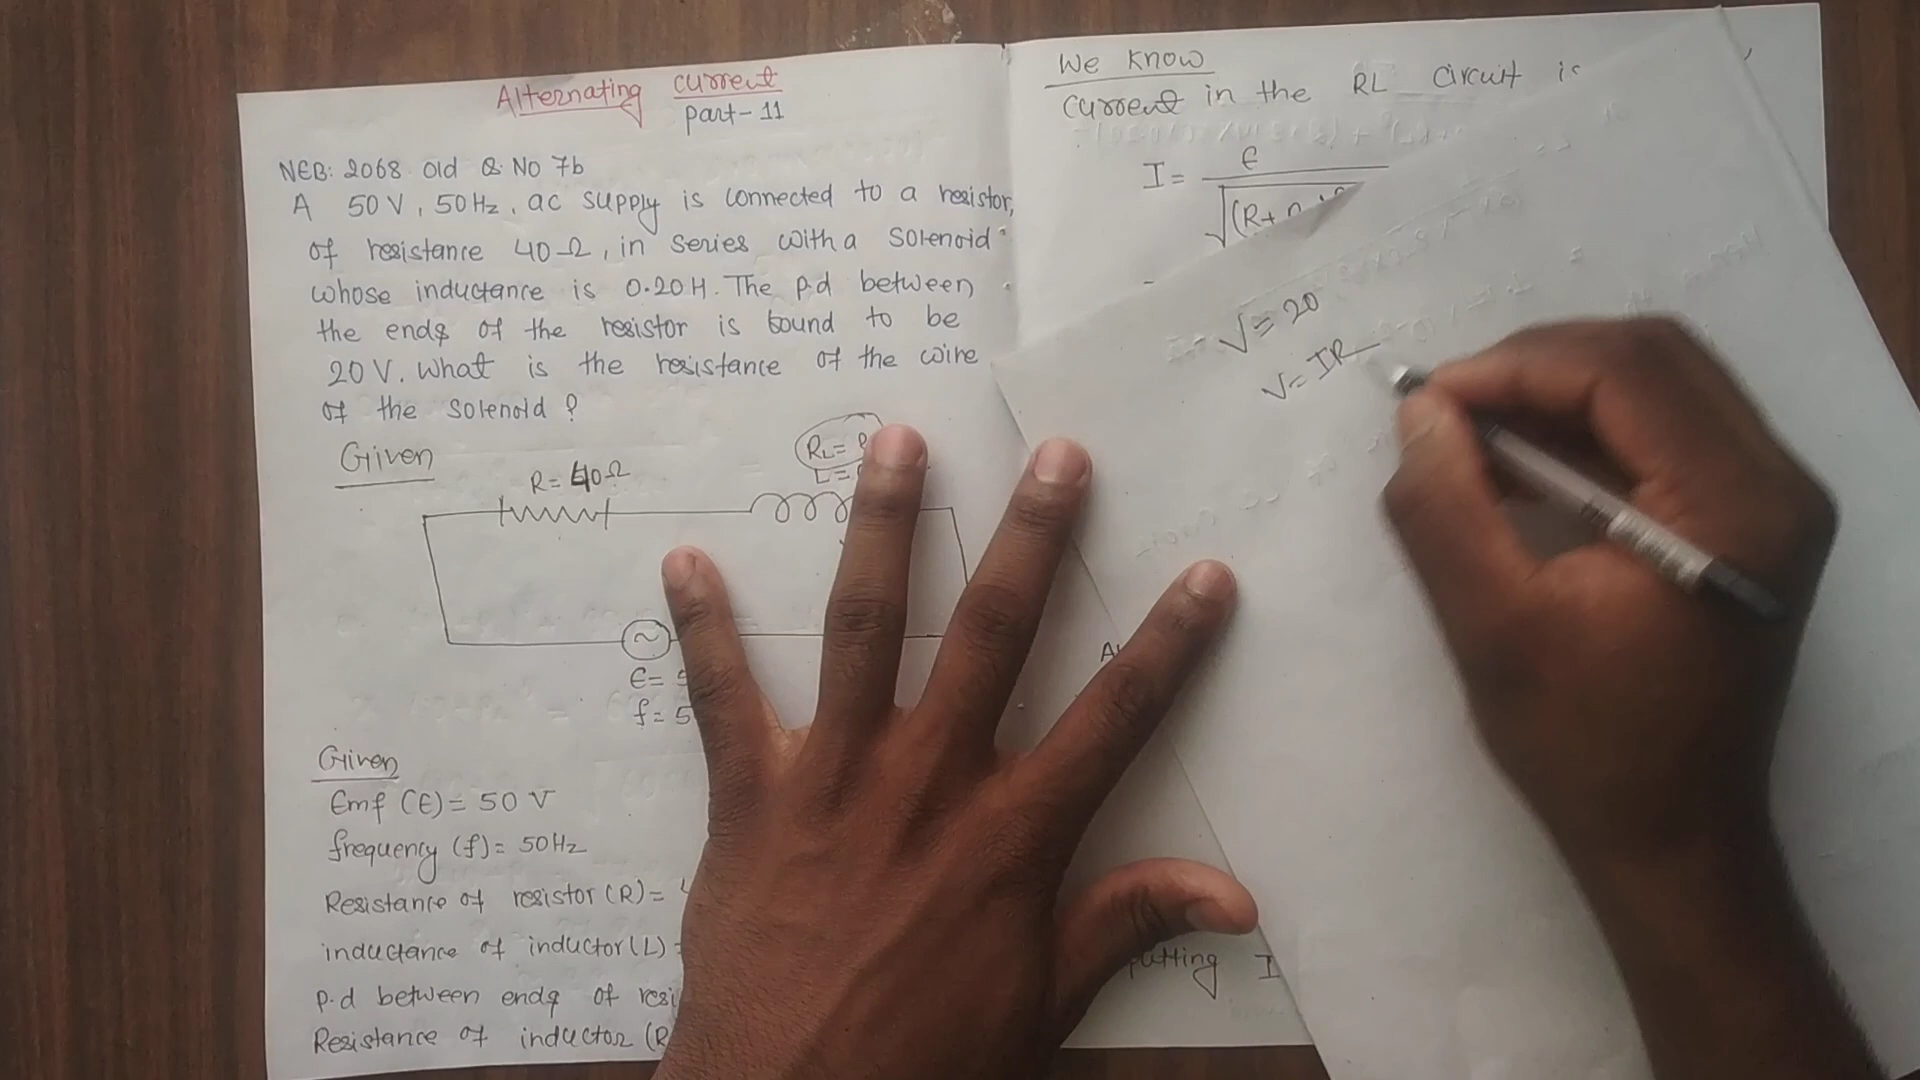 Alternating current
part-11
NEB: 2068 old Q. No 7b
A 50 V, 50 Hz, ac supply is connected to a resistor,
of resistance 40 Ω, in series with a solenoid
whose inductance is 0.20 H. The p.d between
the ends of the resistor is found to be
20 V. What is the resistance of the wire
of the solenoid ?
Given
R = 40 Ω
RL =
L =
~
E =
f = 5
Given
Emf (E) = 50 V
frequency (f) = 50 Hz
Resistance of resistor (R) =
inductance of inductor (L)
p.d between ends of resi
Resistance of inductor (R
We know
current in the RL circuit is
I = E
√(R+
V = 20
V = IR
putting I